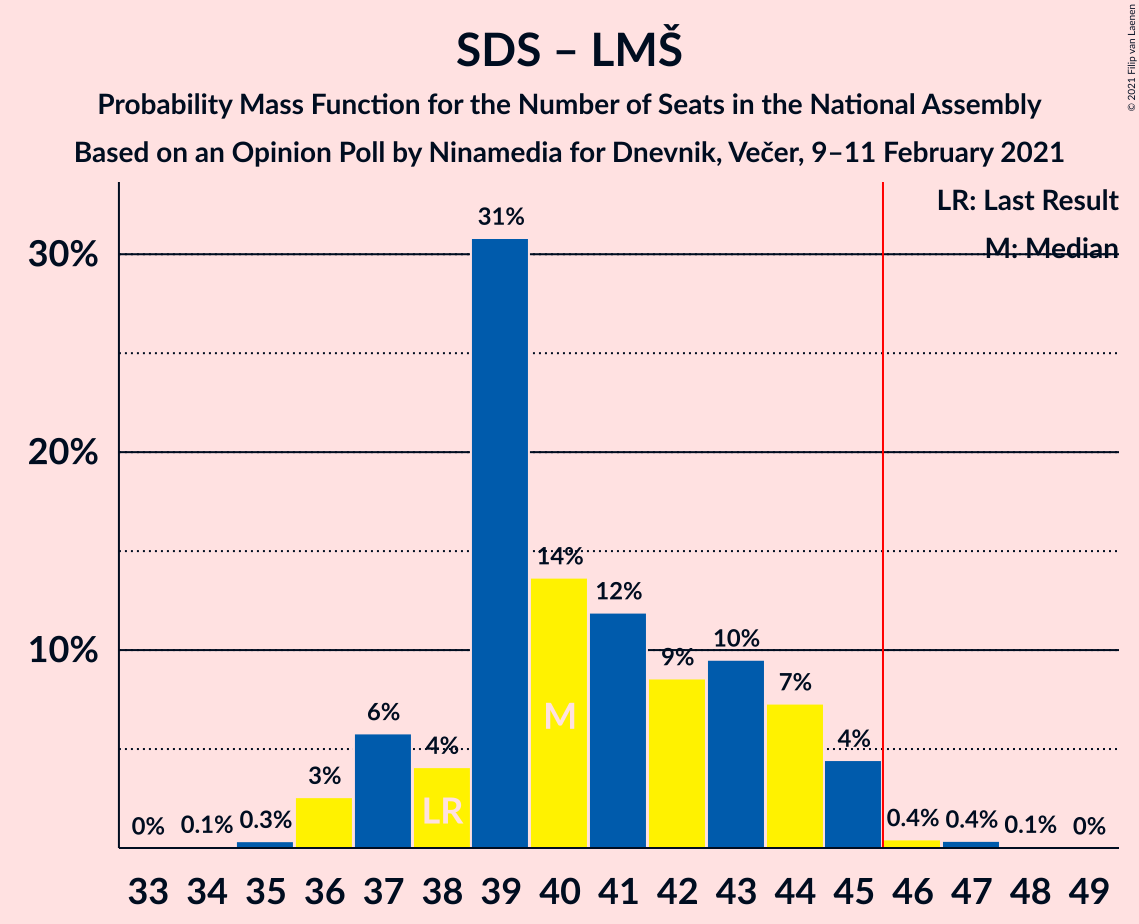 SDS – LMŠ
Probability Mass Function for the Number of Seats in the National Assembly
Based on an Opinion Poll by Ninamedia for Dnevnik, Večer, 9–11 February 2021
© 2021 Filip van Laenen
LR: Last Result
M: Median
30%
20%
10%
0%
0.1%
0.3%
3%
6%
4%
31%
14%
12%
9%
10%
7%
4%
0.4%
0.4%
0.1%
0%
LR
M
33 34 35 36 37 38 39 40 41 42 43 44 45 46 47 48 49